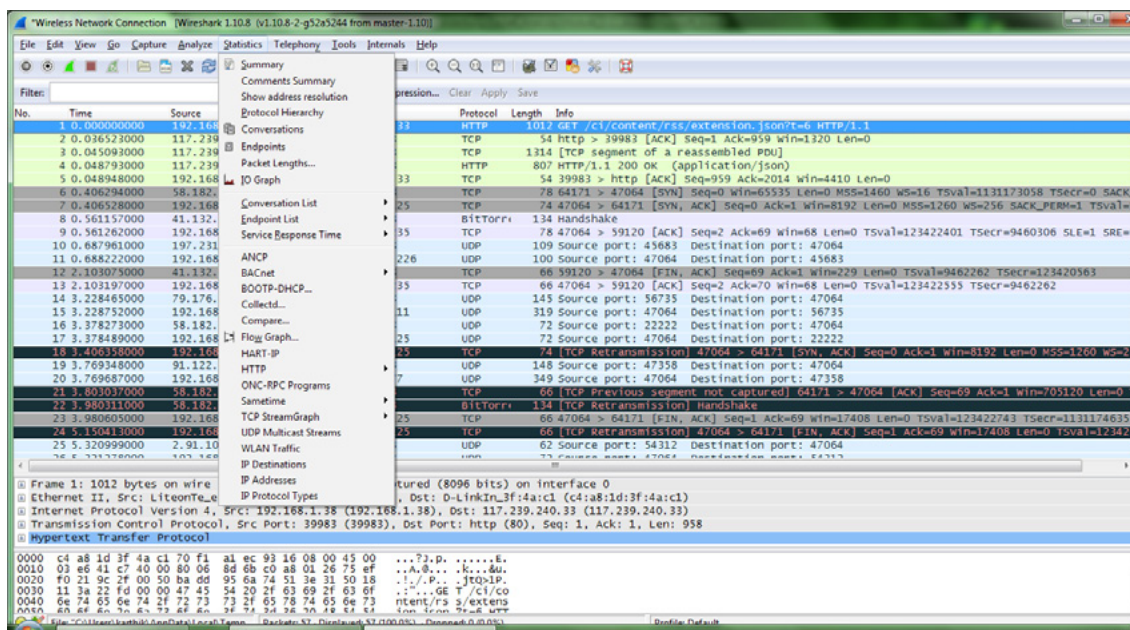 *Wireless Network Connection [Wireshark 1.10.8 (v1.10.8-2-g52a5244 from master-1.10)]
File Edit View Go Capture Analyze Statistics Telephony Tools Internals Help
Filter: pression... Clear Apply Save
Summary
Comments Summary
Show address resolution
Protocol Hierarchy
Conversations
Endpoints
Packet Lengths...
IO Graph
Conversation List
Endpoint List
Service Response Time
ANCP
BACnet
BOOTP-DHCP...
Collectd...
Compare...
Flow Graph...
HART-IP
HTTP
ONC-RPC Programs
Sametime
TCP StreamGraph
UDP Multicast Streams
WLAN Traffic
IP Destinations
IP Addresses
IP Protocol Types
No. Time Source Protocol Length Info
1 0.000000000 192.168 33 HTTP 1012 GET /ci/content/rss/extension.json?t=6 HTTP/1.1
2 0.036523000 117.239 TCP 54 http > 39983 [ACK] Seq=1 Ack=959 Win=1320 Len=0
3 0.045093000 117.239 TCP 1314 [TCP segment of a reassembled PDU]
4 0.048793000 117.239 HTTP 807 HTTP/1.1 200 OK (application/json)
5 0.048948000 192.168 33 TCP 54 39983 > http [ACK] Seq=959 Ack=2014 Win=4410 Len=0
6 0.406294000 58.182. TCP 78 64171 > 47064 [SYN] Seq=0 Win=65535 Len=0 MSS=1460 WS=16 TSval=1131173058 TSecr=0 SACK
7 0.406528000 192.168 25 TCP 74 47064 > 64171 [SYN, ACK] Seq=0 Ack=1 Win=8192 Len=0 MSS=1260 WS=256 SACK_PERM=1 TSval=
8 0.561157000 41.132. BitTorr 134 Handshake
9 0.561262000 192.168 35 TCP 78 47064 > 59120 [ACK] Seq=2 Ack=69 Win=68 Len=0 TSval=123422401 TSecr=9460306 SLE=1 SRE=
10 0.687961000 197.231 UDP 109 Source port: 45683 Destination port: 47064
11 0.688222000 192.168 226 UDP 100 Source port: 47064 Destination port: 45683
12 2.103075000 41.132. TCP 66 59120 > 47064 [FIN, ACK] Seq=69 Ack=1 Win=229 Len=0 TSval=9462262 TSecr=123420563
13 2.103197000 192.168 35 TCP 66 47064 > 59120 [ACK] Seq=2 Ack=70 Win=68 Len=0 TSval=123422555 TSecr=9462262
14 3.228465000 79.176. UDP 145 Source port: 56735 Destination port: 47064
15 3.228752000 192.168 11 UDP 319 Source port: 47064 Destination port: 56735
16 3.378273000 58.182. UDP 72 Source port: 22222 Destination port: 47064
17 3.378489000 192.168 25 UDP 72 Source port: 47064 Destination port: 22222
18 3.406358000 192.168 25 TCP 74 [TCP Retransmission] 47064 > 64171 [SYN, ACK] Seq=0 Ack=1 Win=8192 Len=0 MSS=1260 WS=2
19 3.769348000 91.122. UDP 148 Source port: 47358 Destination port: 47064
20 3.769687000 192.168 7 UDP 349 Source port: 47064 Destination port: 47358
21 3.803037000 58.182. TCP 66 [TCP Previous segment not captured] 64171 > 47064 [ACK] Seq=69 Ack=1 Win=705120 Len=0
22 3.980311000 58.182. BitTorr 134 [TCP Retransmission] Handshake
23 3.980605000 192.168 25 TCP 66 47064 > 64171 [FIN, ACK] Seq=1 Ack=69 Win=17408 Len=0 TSval=123422743 TSecr=1131174635
24 5.150413000 192.168 25 TCP 66 [TCP Retransmission] 47064 > 64171 [FIN, ACK] Seq=1 Ack=69 Win=17408 Len=0 TSval=12342
25 5.320999000 2.91.10 UDP 62 Source port: 54312 Destination port: 47064
Frame 1: 1012 bytes on wire tured (8096 bits) on interface 0
Ethernet II, Src: LiteonTe_e , Dst: D-LinkIn_3f:4a:c1 (c4:a8:1d:3f:4a:c1)
Internet Protocol Version 4, Src: 192.168.1.38 (192.168.1.38), Dst: 117.239.240.33 (117.239.240.33)
Transmission Control Protocol, Src Port: 39983 (39983), Dst Port: http (80), Seq: 1, Ack: 1, Len: 958
Hypertext Transfer Protocol
0000 c4 a8 1d 3f 4a c1 70 f1 a1 ec 93 16 08 00 45 00 ...?J.p. ......E.
0010 03 e6 41 c7 40 00 80 06 8d 6b c0 a8 01 26 75 ef ..A.@... .k...&u.
0020 f0 21 9c 2f 00 50 ba dd 95 6a 74 51 3e 31 50 18 .!./.P.. .jtQ>1P.
0030 11 3a 22 fd 00 00 47 45 54 20 2f 63 69 2f 63 6f .:"...GE T /ci/co
0040 6e 74 65 6e 74 2f 72 73 73 2f 65 78 74 65 6e 73 ntent/rs s/extens
File: "C:\Users\karthik\AppData\Local\Temp Packets: 57 · Displayed: 57 (100.0%) · Dropped: 0 (0.0%) Profile: Default